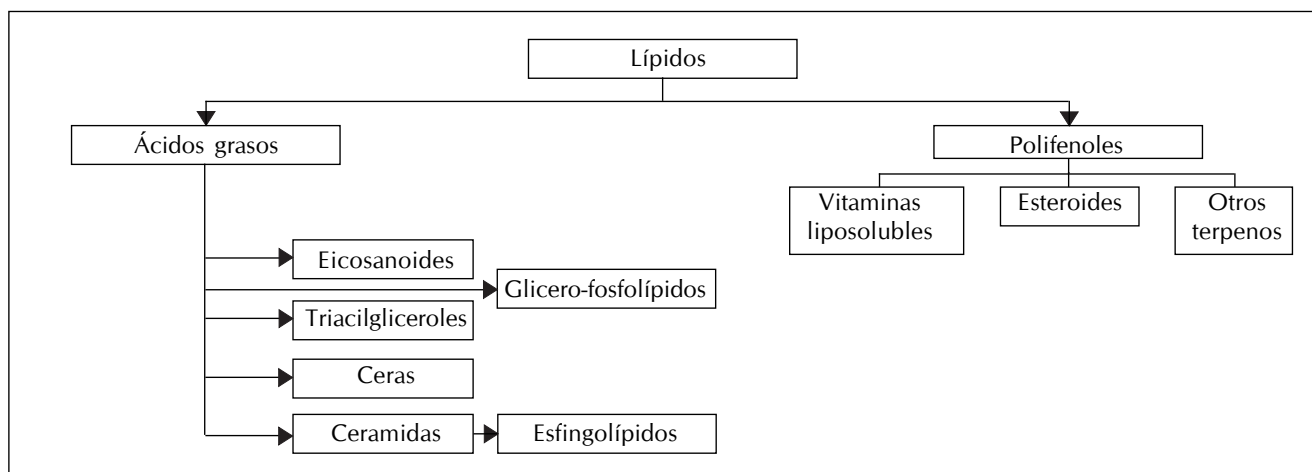 Lípidos
Ácidos grasos
Polifenoles
Vitaminas
liposolubles
Esteroides
Otros
terpenos
Eicosanoides
Glicero-fosfolípidos
Triacilgliceroles
Ceras
Ceramidas
Esfingolípidos